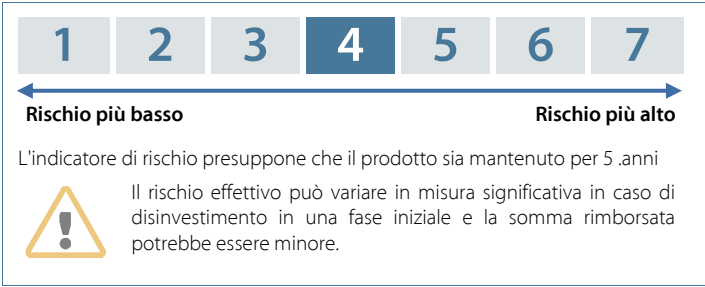 1 2 3 4 5 6 7
Rischio più basso Rischio più alto
L'indicatore di rischio presuppone che il prodotto sia mantenuto per 5 .anni
Il rischio effettivo può variare in misura significativa in caso di
disinvestimento in una fase iniziale e la somma rimborsata
potrebbe essere minore.